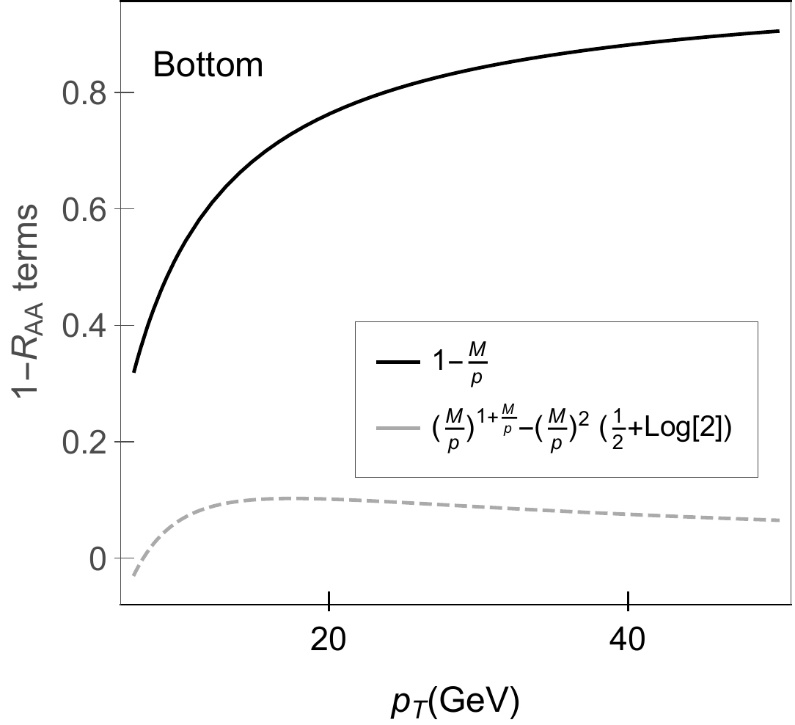 Bottom
0.8
0.6
0.4
0.2
0
1−R_AA terms
1−M/p
(M/p)^{1+M/p}−(M/p)^2 (1/2+Log[2])
20 40
p_T(GeV)